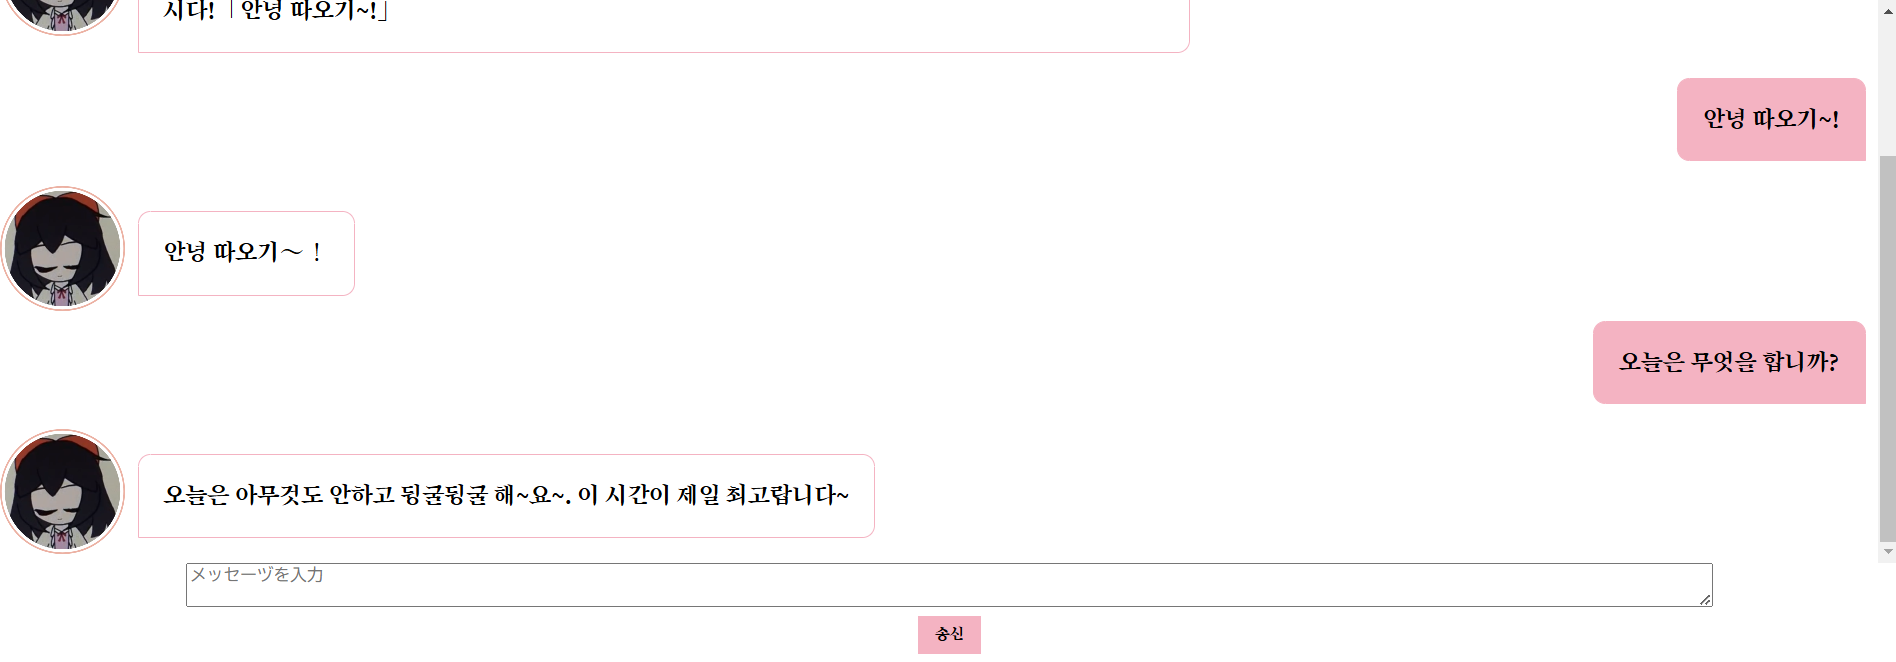 시다!「안녕 따오기~!」
안녕 따오기~!
안녕 따오기～！
오늘은 무엇을 합니까?
오늘은 아무것도 안하고 뒹굴뒹굴 해~요~. 이 시간이 제일 최고랍니다~
メッセーヅを入力
송신